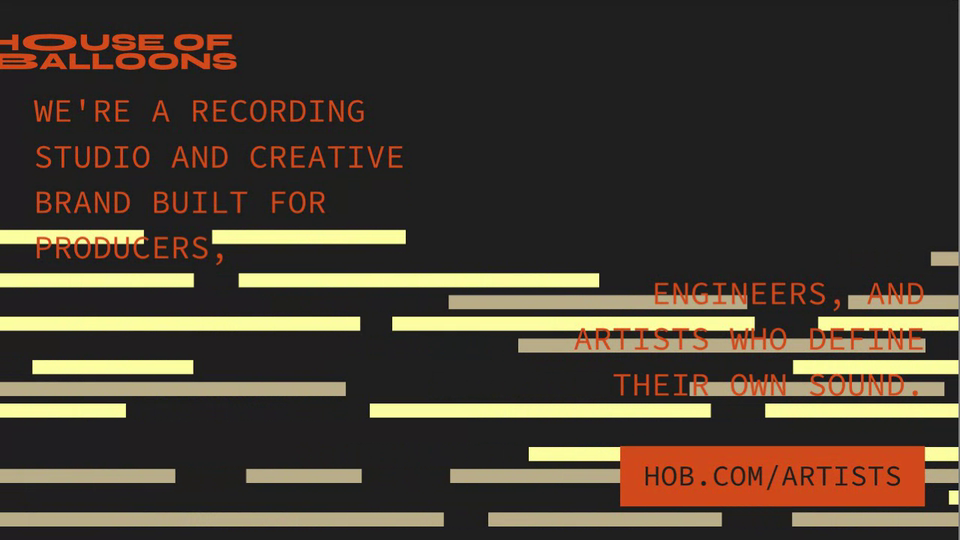 HOUSE OF
BALLOONS
WE'RE A RECORDING
STUDIO AND CREATIVE
BRAND BUILT FOR
PRODUCERS,
ENGINEERS, AND
ARTISTS WHO DEFINE
THEIR OWN SOUND.
HOB.COM/ARTISTS